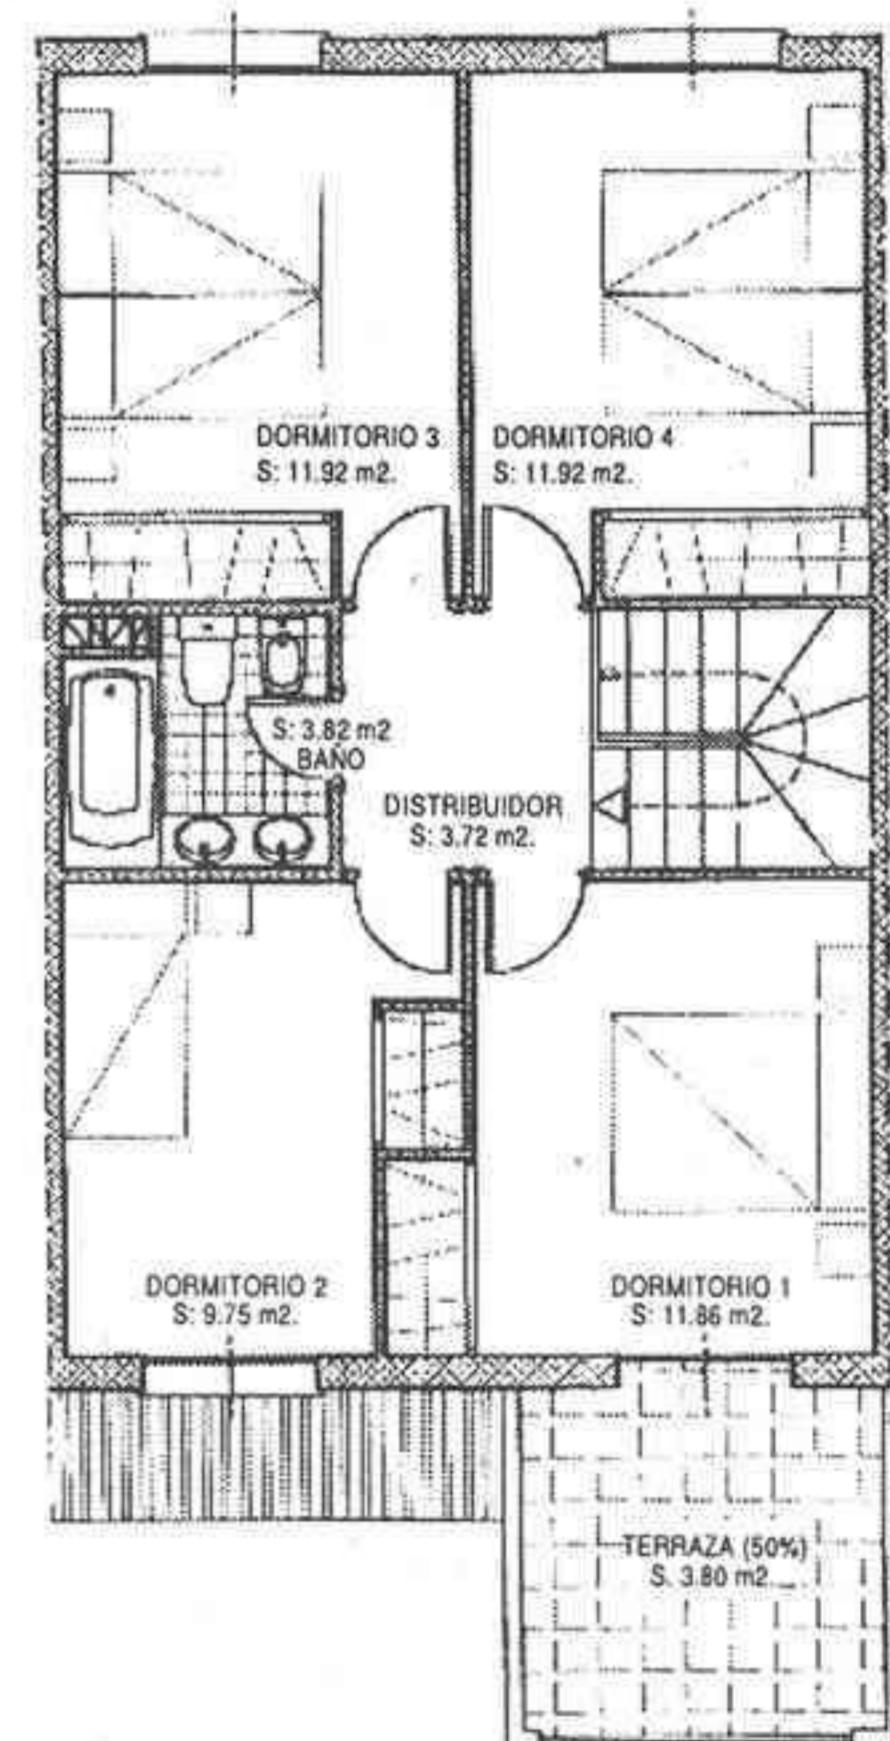 DORMITORIO 3
S: 11.92 m2.
DORMITORIO 4
S: 11.92 m2.
S: 3.82 m2
BAÑO
DISTRIBUIDOR
S: 3.72 m2.
DORMITORIO 2
S: 9.75 m2.
DORMITORIO 1
S: 11.86 m2.
TERRAZA (50%)
S. 3.80 m2